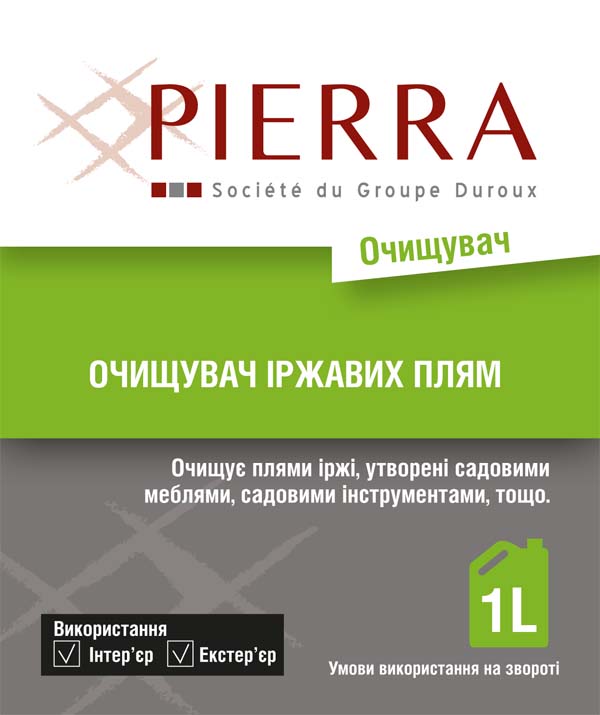 PIERRA
Société du Groupe Duroux
Очищувач
ОЧИЩУВАЧ ІРЖАВИХ ПЛЯМ
Очищує плями іржі, утворені садовими
меблями, садовими інструментами, тощо.
1L
Використання
Інтер’єр Екстер’єр
Умови використання на звороті